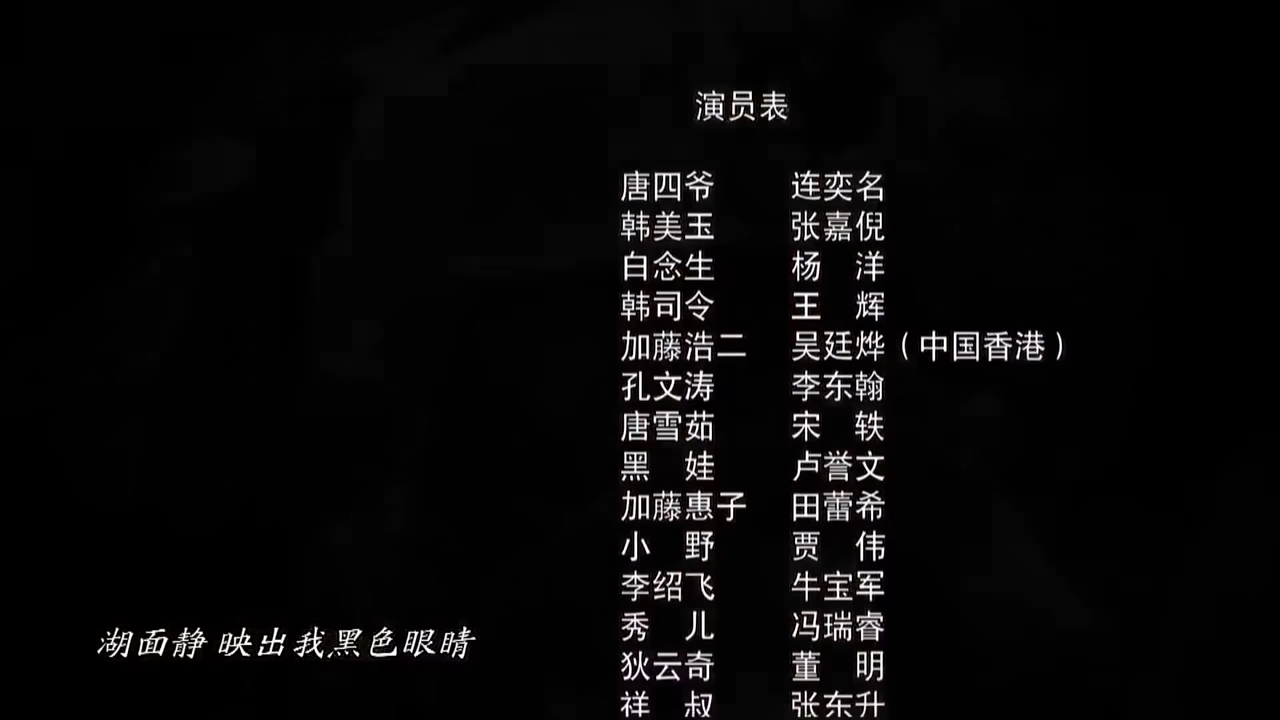 演员表
唐四爷 连奕名
韩美玉 张嘉倪
白念生 杨 洋
韩司令 王 辉
加藤浩二 吴廷烨（中国香港）
孔文涛 李东翰
唐雪茹 宋 轶
黑 娃 卢誉文
加藤惠子 田蕾希
小 野 贾 伟
李绍飞 牛宝军
秀 儿 冯瑞睿
狄云奇 董 明
祥 叔 张东升
湖面静 映出我黑色眼睛